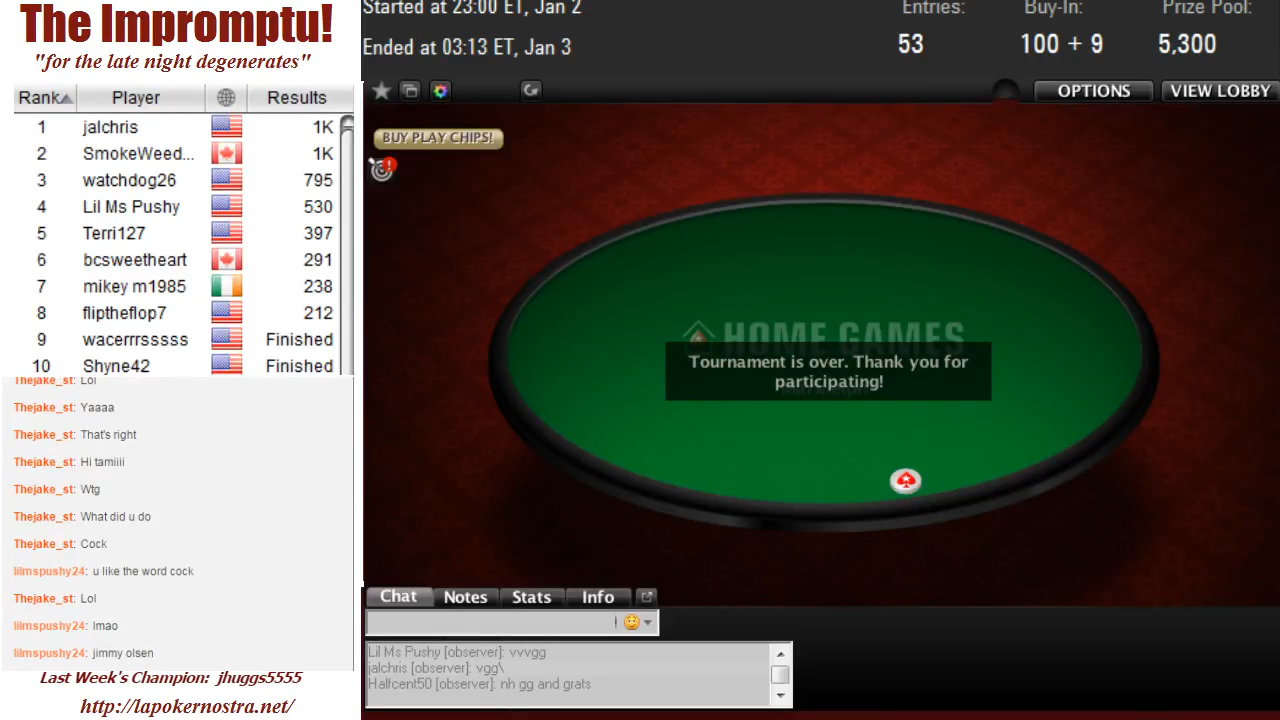 The Impromptu!
"for the late night degenerates"
Rank Player Results
1 jalchris 1K
2 SmokeWeed... 1K
3 watchdog26 795
4 Lil Ms Pushy 530
5 Terri127 397
6 bcsweetheart 291
7 mikey m1985 238
8 fliptheflop7 212
9 wacerrrsssss Finished
10 Shyne42 Finished
Thejake_st: Lol
Thejake_st: Yaaaa
Thejake_st: That's right
Thejake_st: Hi tamiiii
Thejake_st: Wtg
Thejake_st: What did u do
Thejake_st: Cock
lilmspushy24: u like the word cock
Thejake_st: Lol
lilmspushy24: lmao
lilmspushy24: jimmy olsen
Last Week's Champion: jhuggs5555
http://lapokernostra.net/
Started at 23:00 ET, Jan 2
Ended at 03:13 ET, Jan 3
Entries: Buy-In: Prize Pool:
53 100 + 9 5,300
OPTIONS VIEW LOBBY
BUY PLAY CHIPS!
HOME GAMES
Tournament is over. Thank you for
participating!
Chat Notes Stats Info
Lil Ms Pushy [observer]: vvvgg
jalchris [observer]: vgg\
Halfcent50 [observer]: nh gg and grats